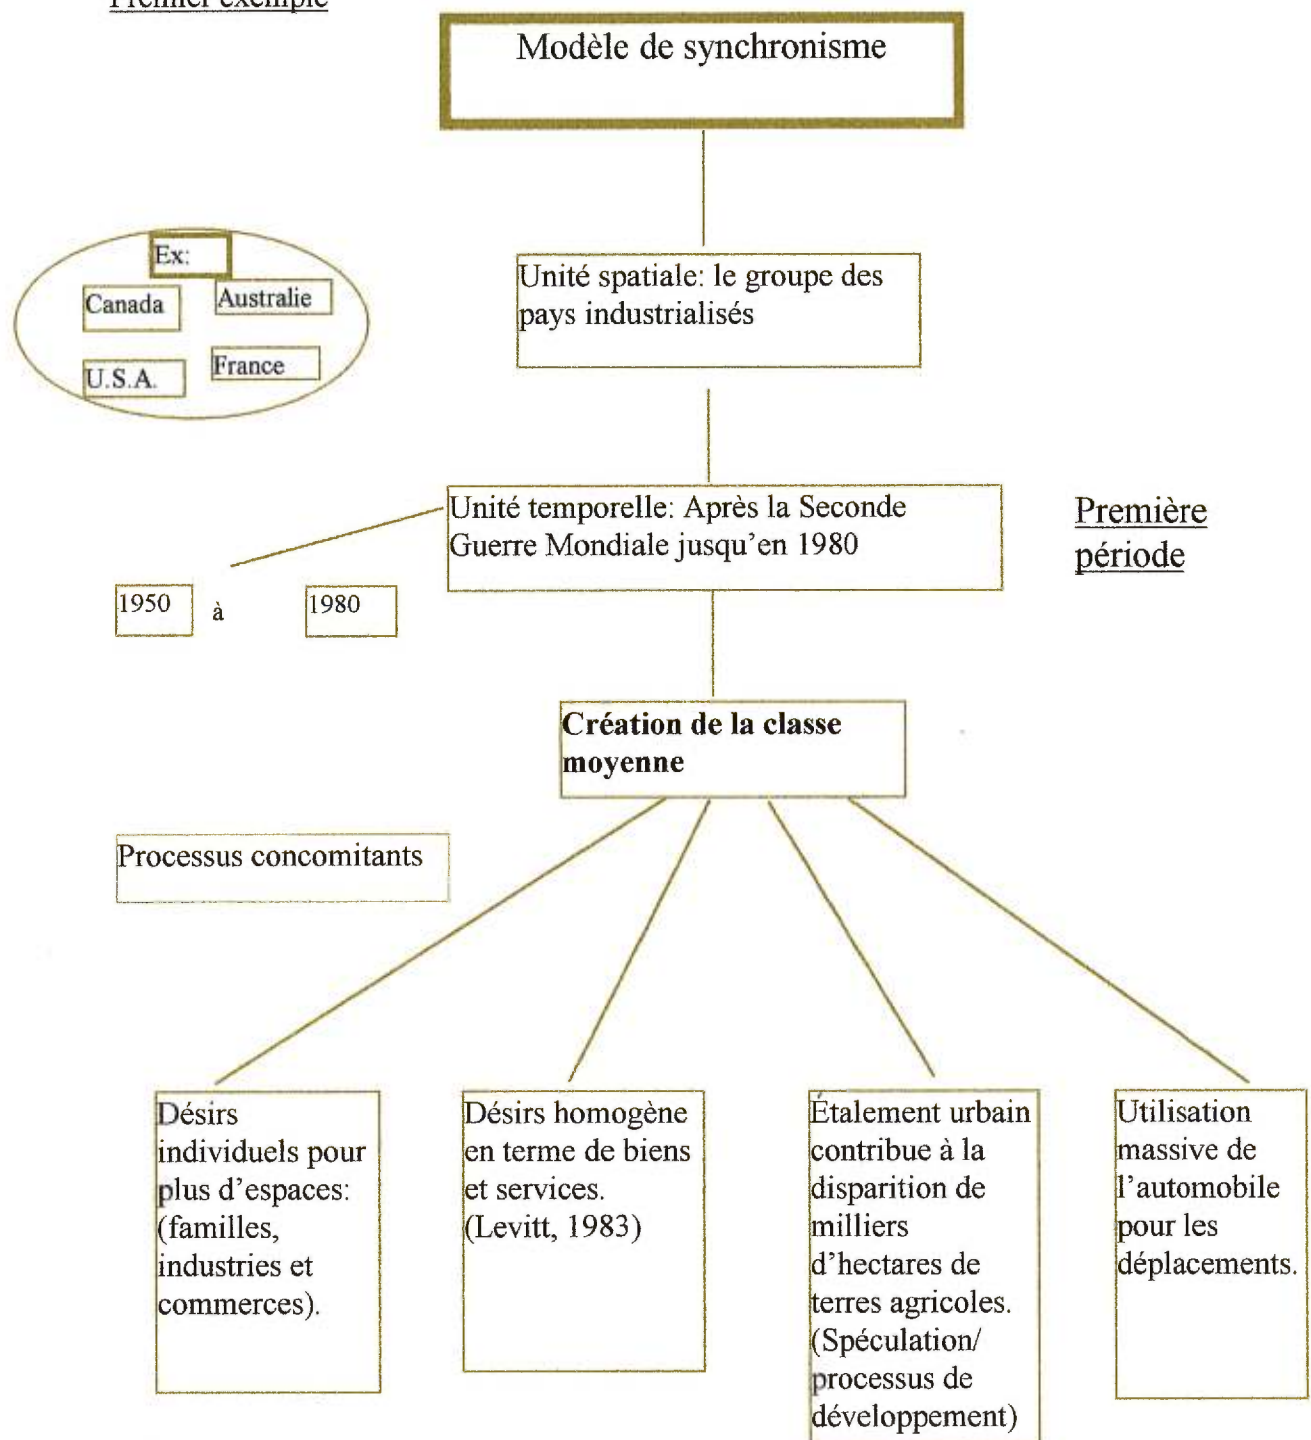 Premier exemple
Modèle de synchronisme
Ex:
Canada
Australie
U.S.A.
France
Unité spatiale: le groupe des
pays industrialisés
Unité temporelle: Après la Seconde
Guerre Mondiale jusqu'en 1980
Première
période
1950
à
1980
Création de la classe
moyenne
Processus concomitants
Désirs
individuels pour
plus d'espaces:
(familles,
industries et
commerces).
Désirs homogène
en terme de biens
et services.
(Levitt, 1983)
Étalement urbain
contribue à la
disparition de
milliers
d'hectares de
terres agricoles.
(Spéculation/
processus de
développement)
Utilisation
massive de
l'automobile
pour les
déplacements.